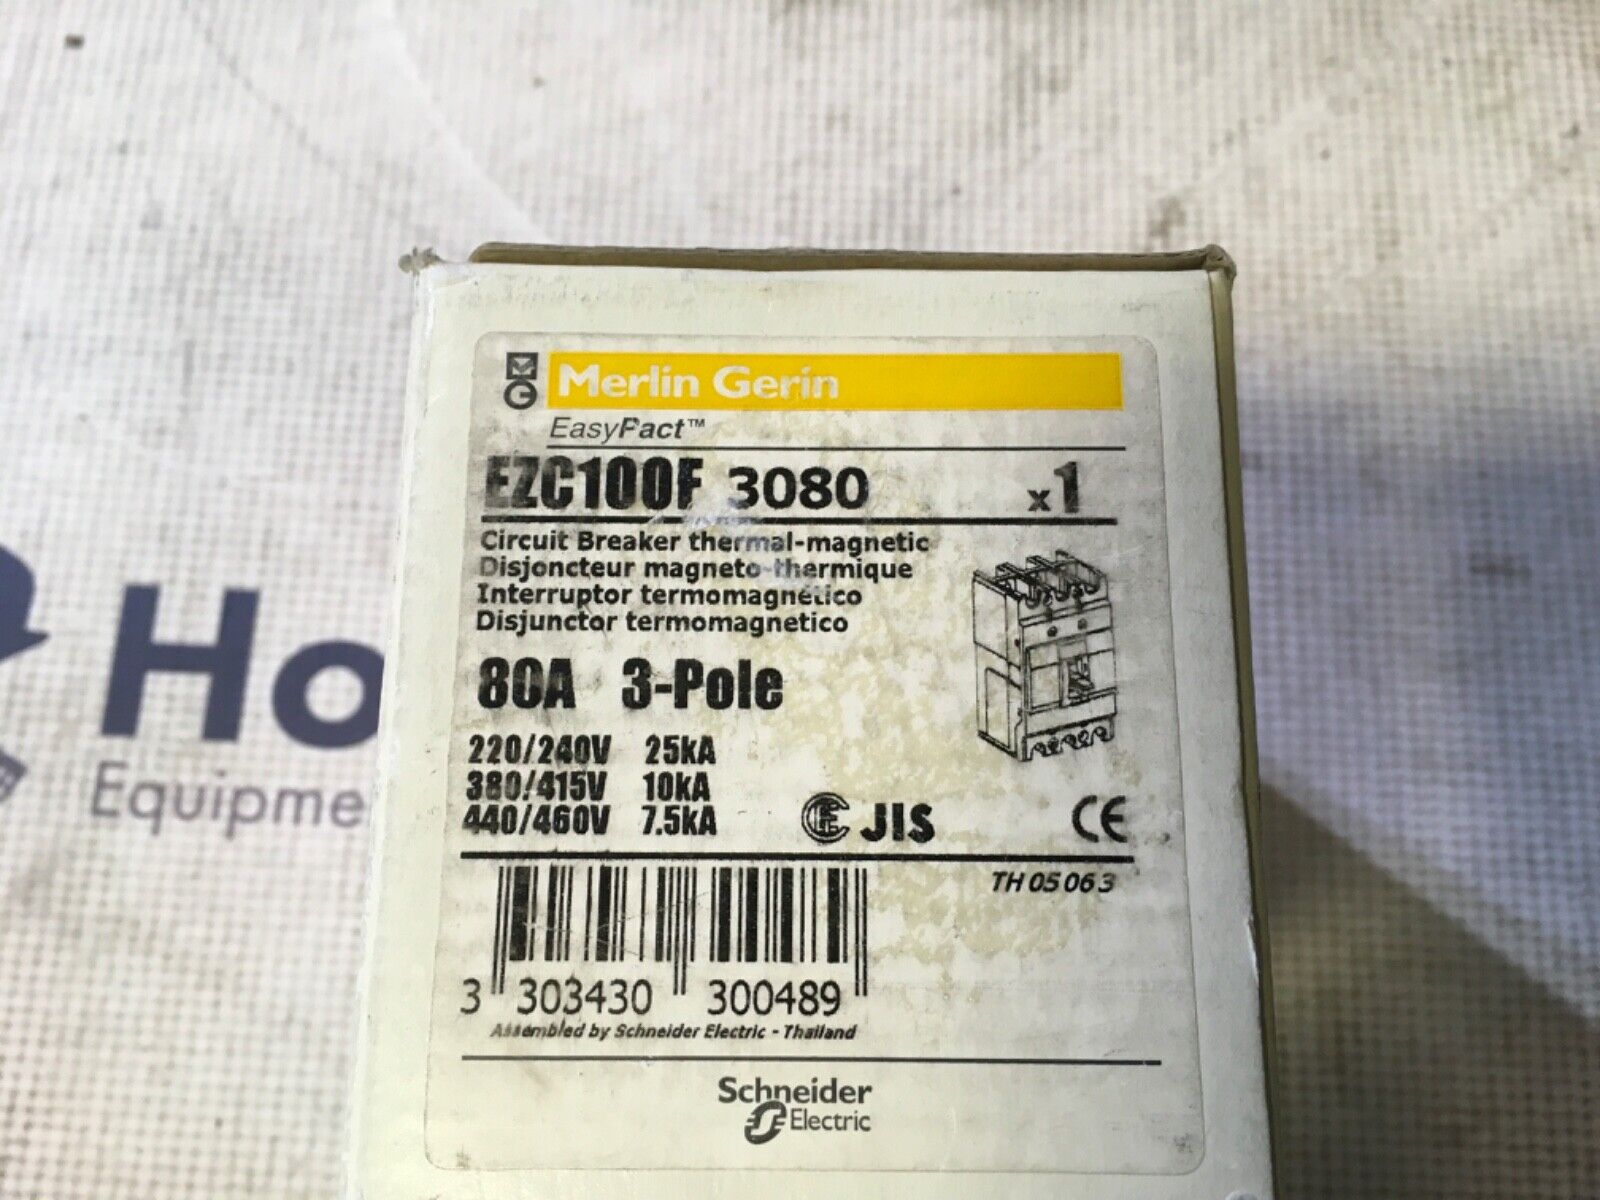 Merlin Gerin
EasyPact™
EZC100F 3080 x1
Circuit Breaker thermal-magnetic
Disjoncteur magneto-thermique
Interruptor termomagnetico
Disjunctor termomagnetico
80A 3-Pole
220/240V 25kA
380/415V 10kA
440/460V 7.5kA
JIS CE
TH 05 06 3
3 303430 300489
Assembled by Schneider Electric - Thailand
Schneider
Electric
Ho
Equipme